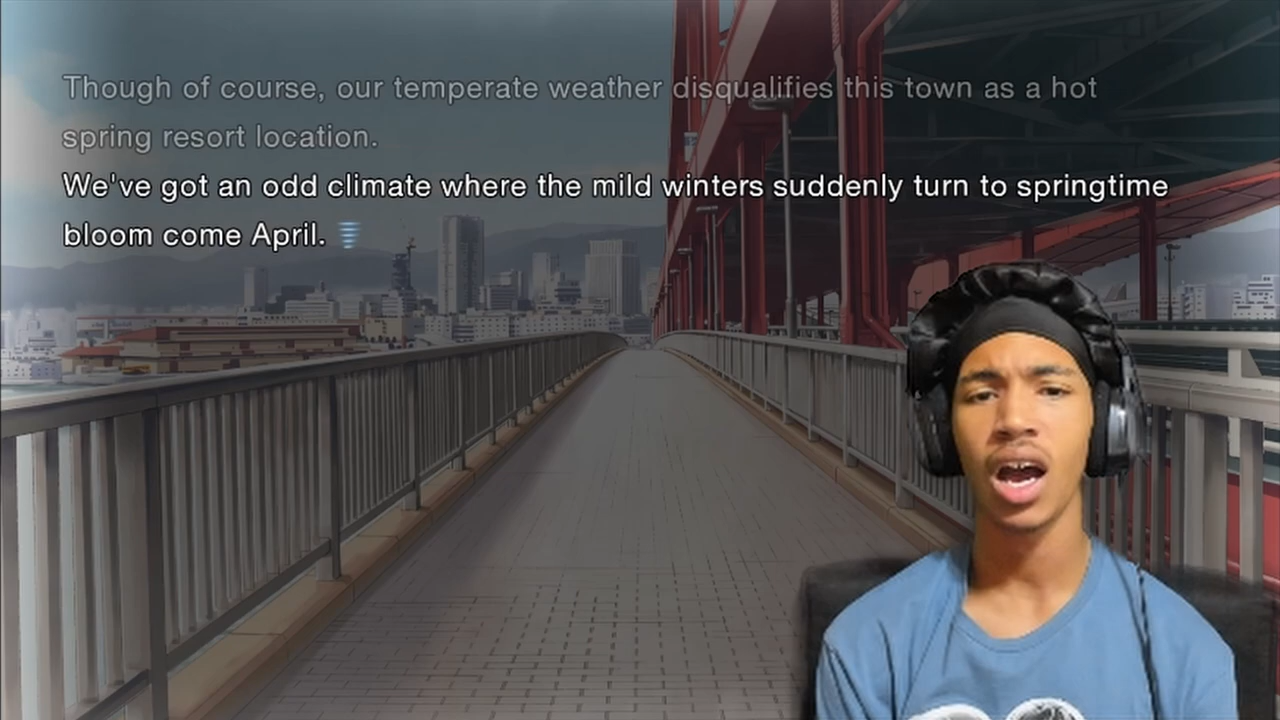 Though of course, our temperate weather disqualifies this town as a hot
spring resort location.
We've got an odd climate where the mild winters suddenly turn to springtime
bloom come April.